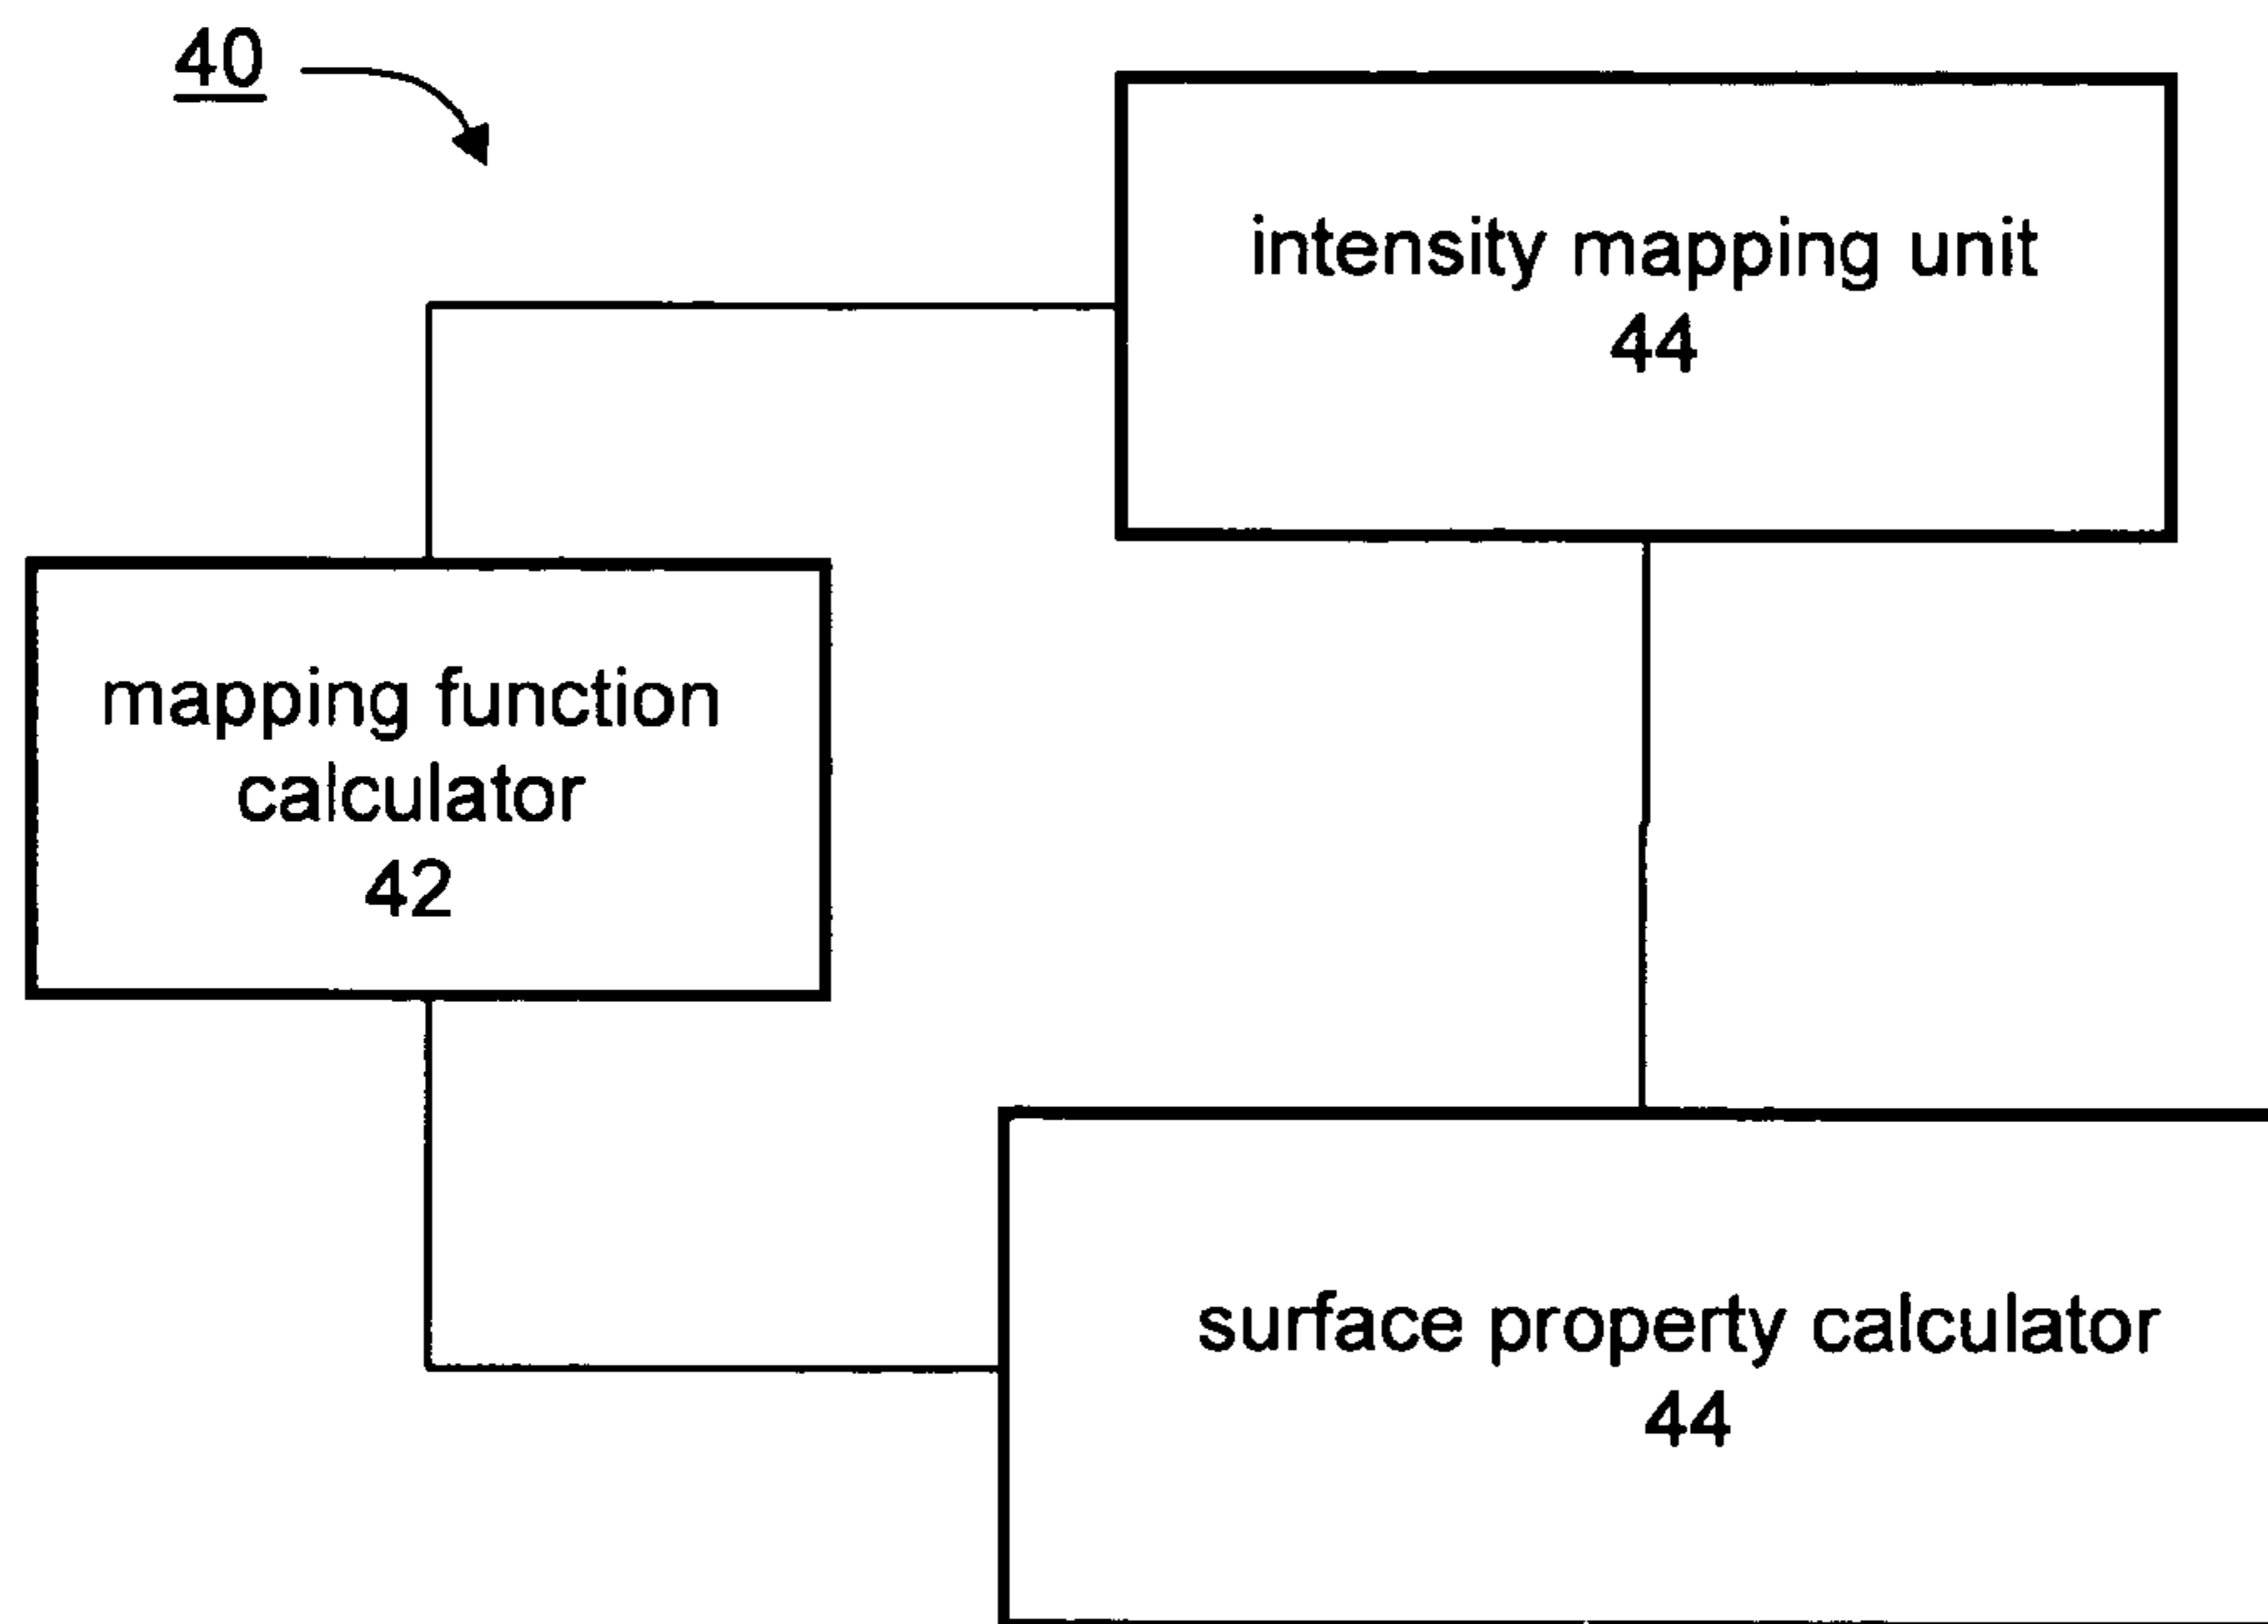 40
intensity mapping unit
44
mapping function
calculator
42
surface property calculator
44